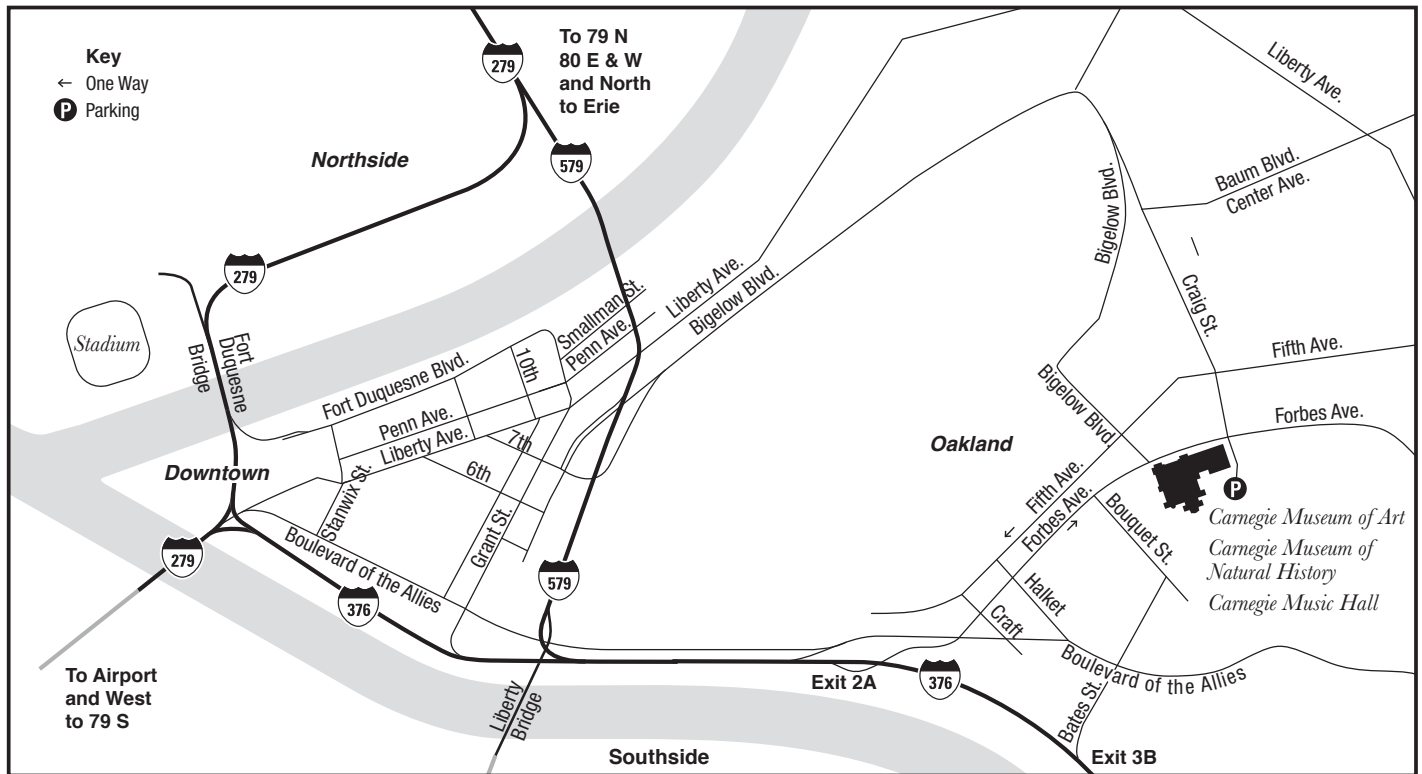 Key
← One Way
P Parking
279
To 79 N
80 E & W
and North
to Erie
579
Northside
279
Stadium
Fort
Duquesne
Bridge
Liberty Ave.
Baum Blvd.
Center Ave.
Bigelow Blvd.
Craig St.
Smallman St.
Penn Ave.
Liberty Ave.
Bigelow Blvd.
10th
Fort Duquesne Blvd.
Penn Ave.
Liberty Ave.
7th
6th
Downtown
Stanwix St.
Grant St.
Boulevard of the Allies
279
376
579
To Airport
and West
to 79 S
Liberty
Bridge
Southside
Fifth Ave.
Bigelow Blvd
Forbes Ave.
Oakland
← Fifth Ave.
Forbes Ave. →
P
Bouquet St.
Carnegie Museum of Art
Carnegie Museum of
Natural History
Carnegie Music Hall
Halket
Craft
Boulevard of the Allies
Exit 2A
376
Bates St.
Exit 3B